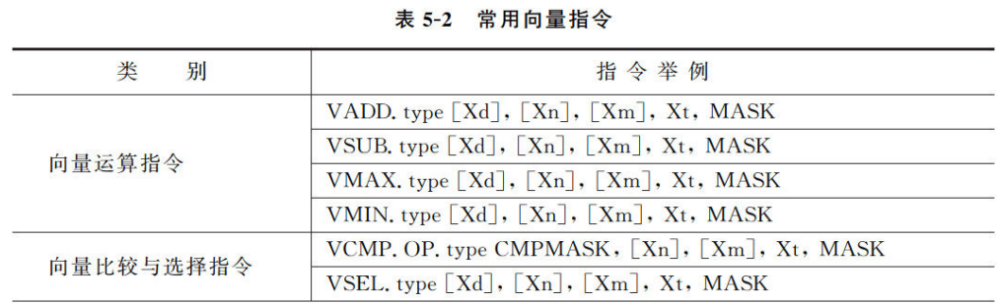 表 5-2 常用向量指令
类 别 指 令 举 例
VADD. type [Xd], [Xn], [Xm], Xt, MASK
VSUB. type [Xd], [Xn], [Xm], Xt, MASK
向量运算指令
VMAX. type [Xd], [Xn], [Xm], Xt, MASK
VMIN. type [Xd], [Xn], [Xm], Xt, MASK
VCMP. OP. type CMPMASK, [Xn], [Xm], Xt, MASK
向量比较与选择指令
VSEL. type [Xd], [Xn], [Xm], Xt, MASK